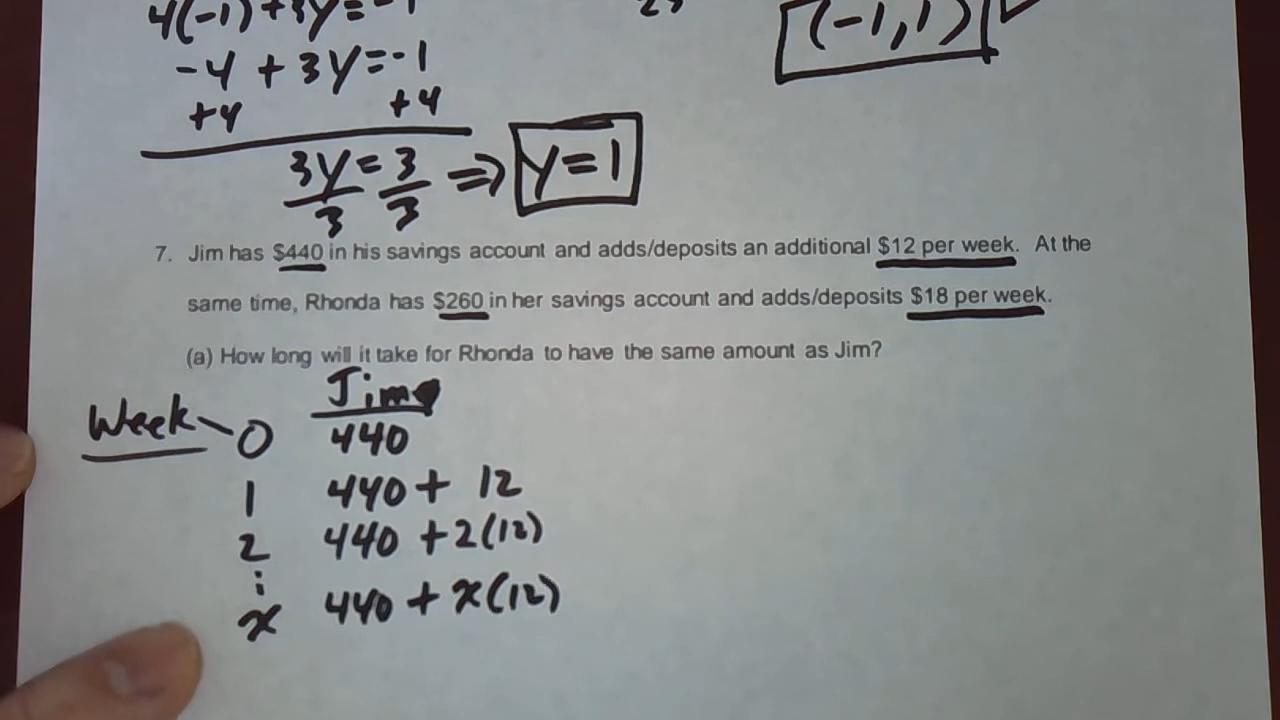 4(-1)+3y=-1
-4 + 3y=-1
+4 +4
3y = 3 ⇒ y=1
3 3
(-1,1)
7. Jim has $440 in his savings account and adds/deposits an additional $12 per week. At the
same time, Rhonda has $260 in her savings account and adds/deposits $18 per week.
(a) How long will it take for Rhonda to have the same amount as Jim?
Jim
Week 0 440
1 440 + 12
2 440 +2(12)
⋮
x 440 + x(12)